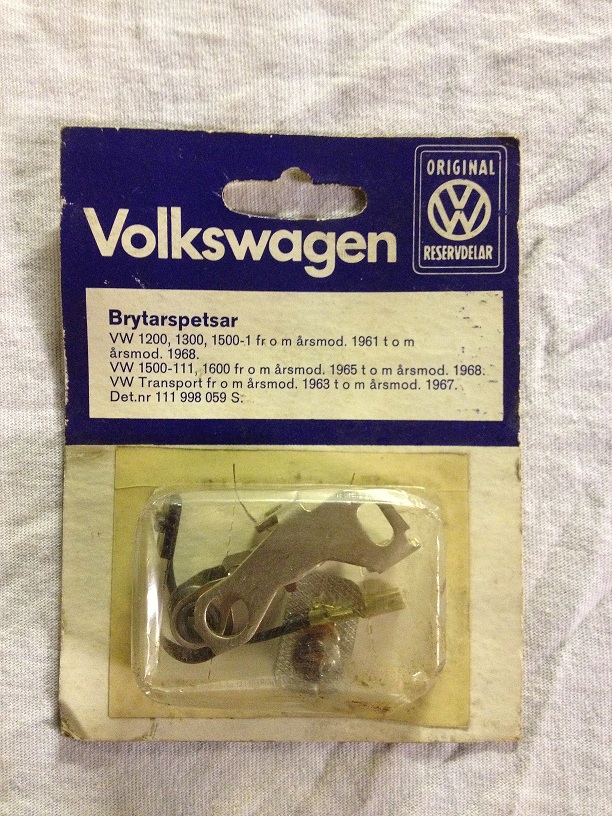 ORIGINAL
RESERVDELAR
Volkswagen
Brytarspetsar
VW 1200, 1300, 1500-1 fr o m årsmod. 1961 t o m
årsmod. 1968.
VW 1500-111, 1600 fr o m årsmod. 1965 t o m årsmod. 1968.
VW Transport fr o m årsmod. 1963 t o m årsmod. 1967.
Det.nr 111 998 059 S.